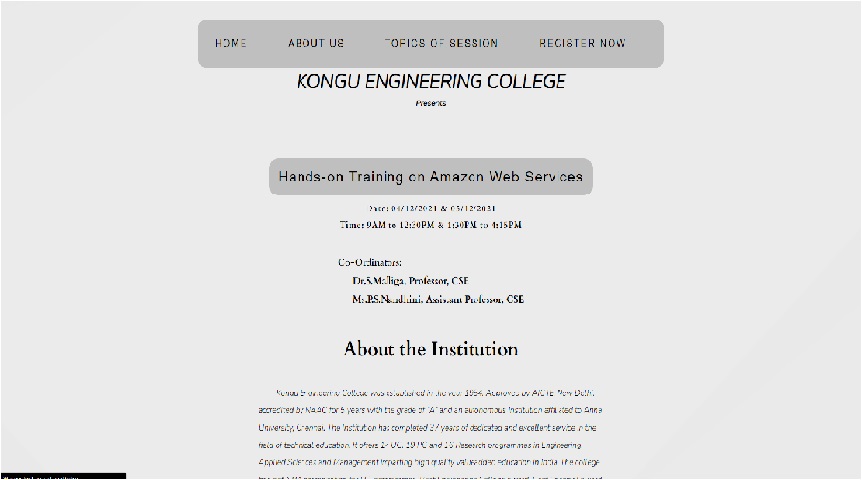 HOME ABOUT US TOPICS OF SESSION REGISTER NOW
KONGU ENGINEERING COLLEGE
Presents
Hands-on Training on Amazon Web Services
Date: 04/12/2021 & 05/12/2021
Time: 9AM to 12:30PM & 1:30PM to 4:15PM
Co-Ordinators:
Dr.S.Malliga, Professor, CSE
Ms.P.S.Nandhini, Assistant Professor, CSE
About the Institution
Kongu Engineering College was established in the year 1984. Approved by AICTE New Delhi,
accredited by NAAC for 5 years with the grade of "A" and an autonomous institution affiliated to Anna
University, Chennai. The Institution has completed 37 years of dedicated and excellent service in the
field of technical education. It offers UG, 19 PG and 16 Research programmes in Engineering
Applied Sciences and Management imparting high quality value added education in India. The college